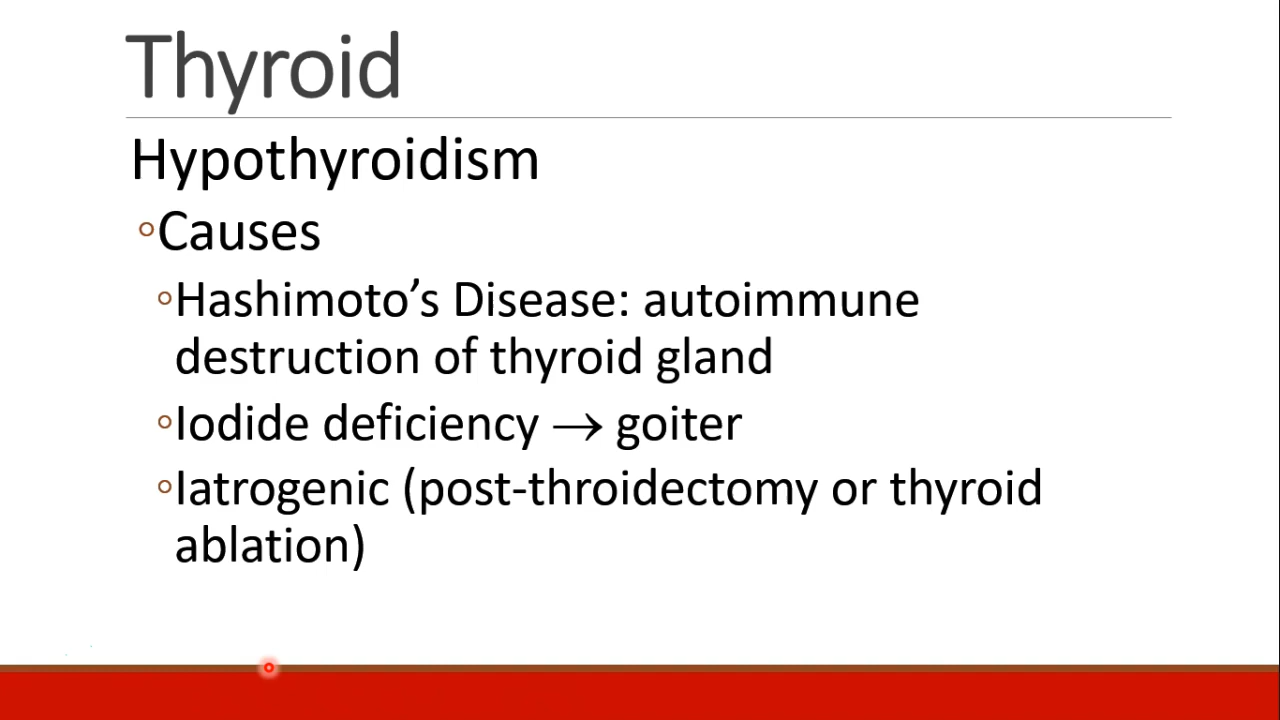 Thyroid
Hypothyroidism
◦Causes
◦Hashimoto’s Disease: autoimmune
destruction of thyroid gland
◦Iodide deficiency → goiter
◦Iatrogenic (post-throidectomy or thyroid
ablation)